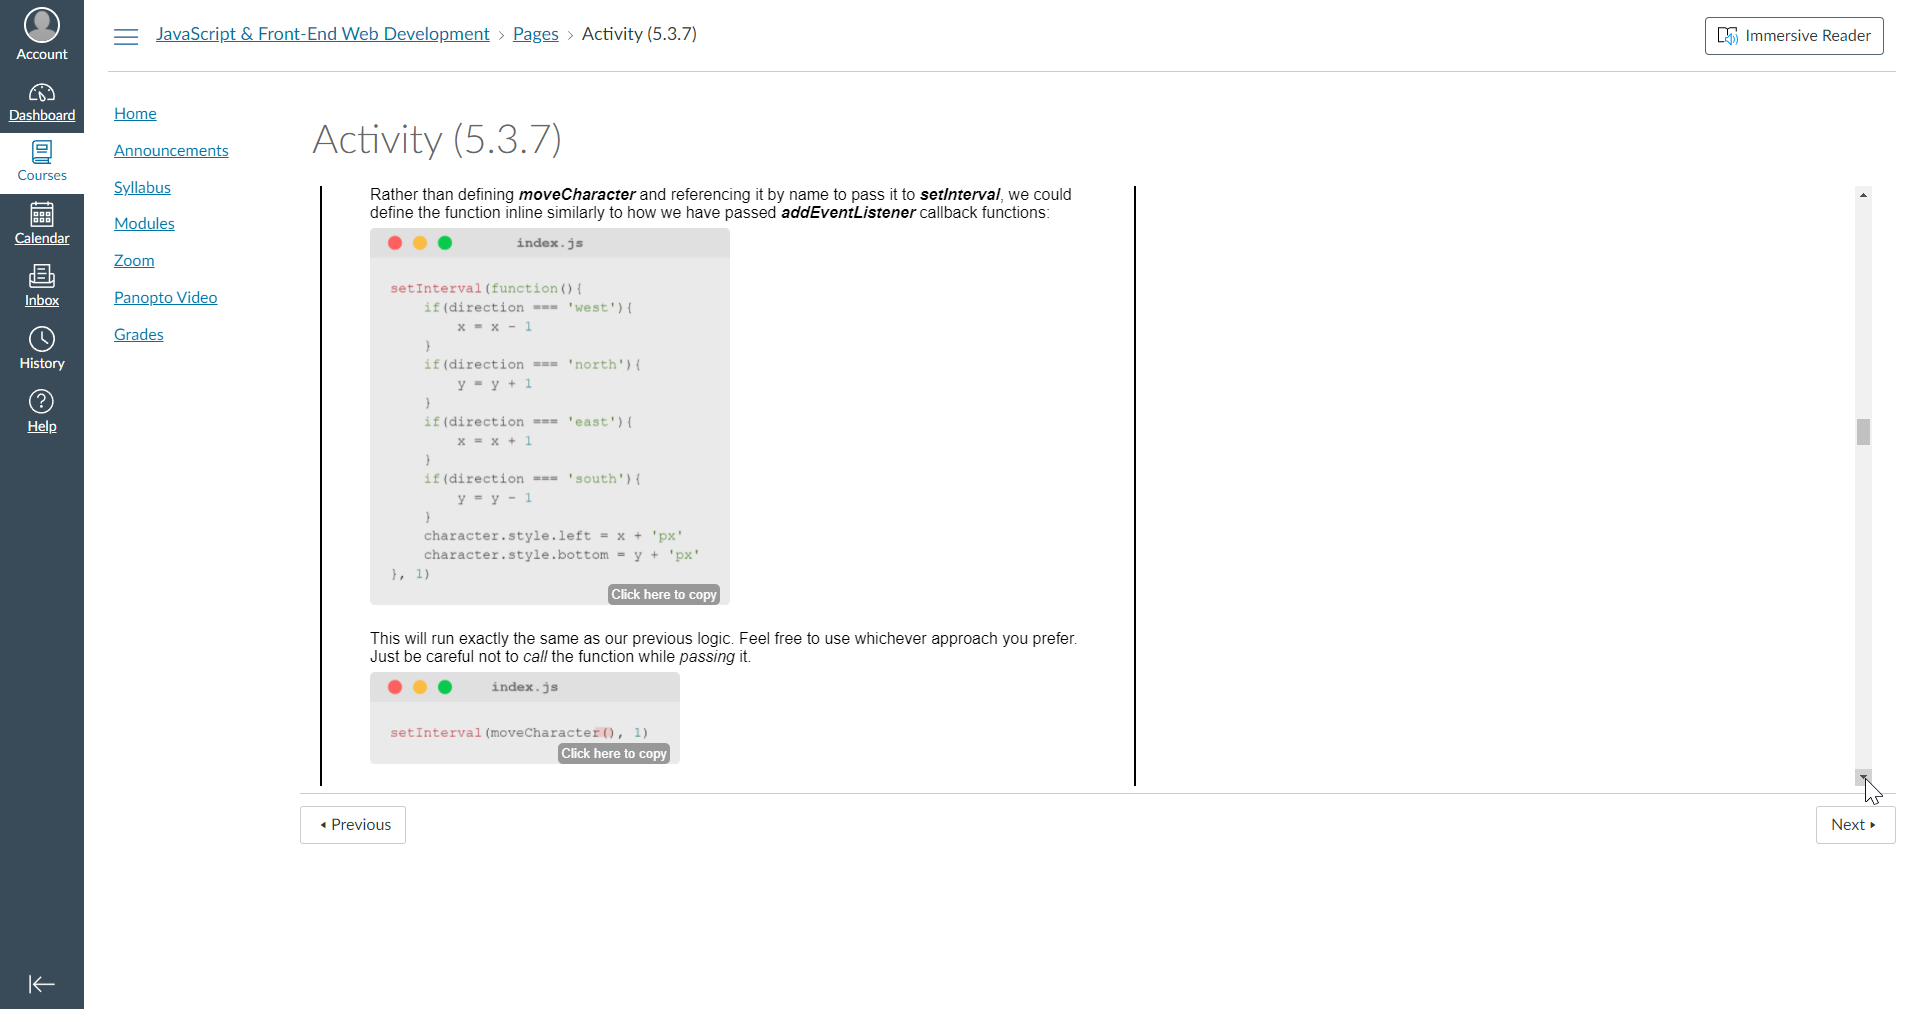 Account
Dashboard
Courses
Calendar
Inbox
History
Help
JavaScript & Front-End Web Development › Pages › Activity (5.3.7)
Immersive Reader
Home
Announcements
Syllabus
Modules
Zoom
Panopto Video
Grades
Activity (5.3.7)
Rather than defining moveCharacter and referencing it by name to pass it to setInterval, we could
define the function inline similarly to how we have passed addEventListener callback functions:
index.js
setInterval(function(){
    if(direction === 'west'){
        x = x - 1
    }
    if(direction === 'north'){
        y = y + 1
    }
    if(direction === 'east'){
        x = x + 1
    }
    if(direction === 'south'){
        y = y - 1
    }
    character.style.left = x + 'px'
    character.style.bottom = y + 'px'
}, 1)
Click here to copy
This will run exactly the same as our previous logic. Feel free to use whichever approach you prefer.
Just be careful not to call the function while passing it.
index.js
setInterval(moveCharacter(), 1)
Click here to copy
Previous
Next